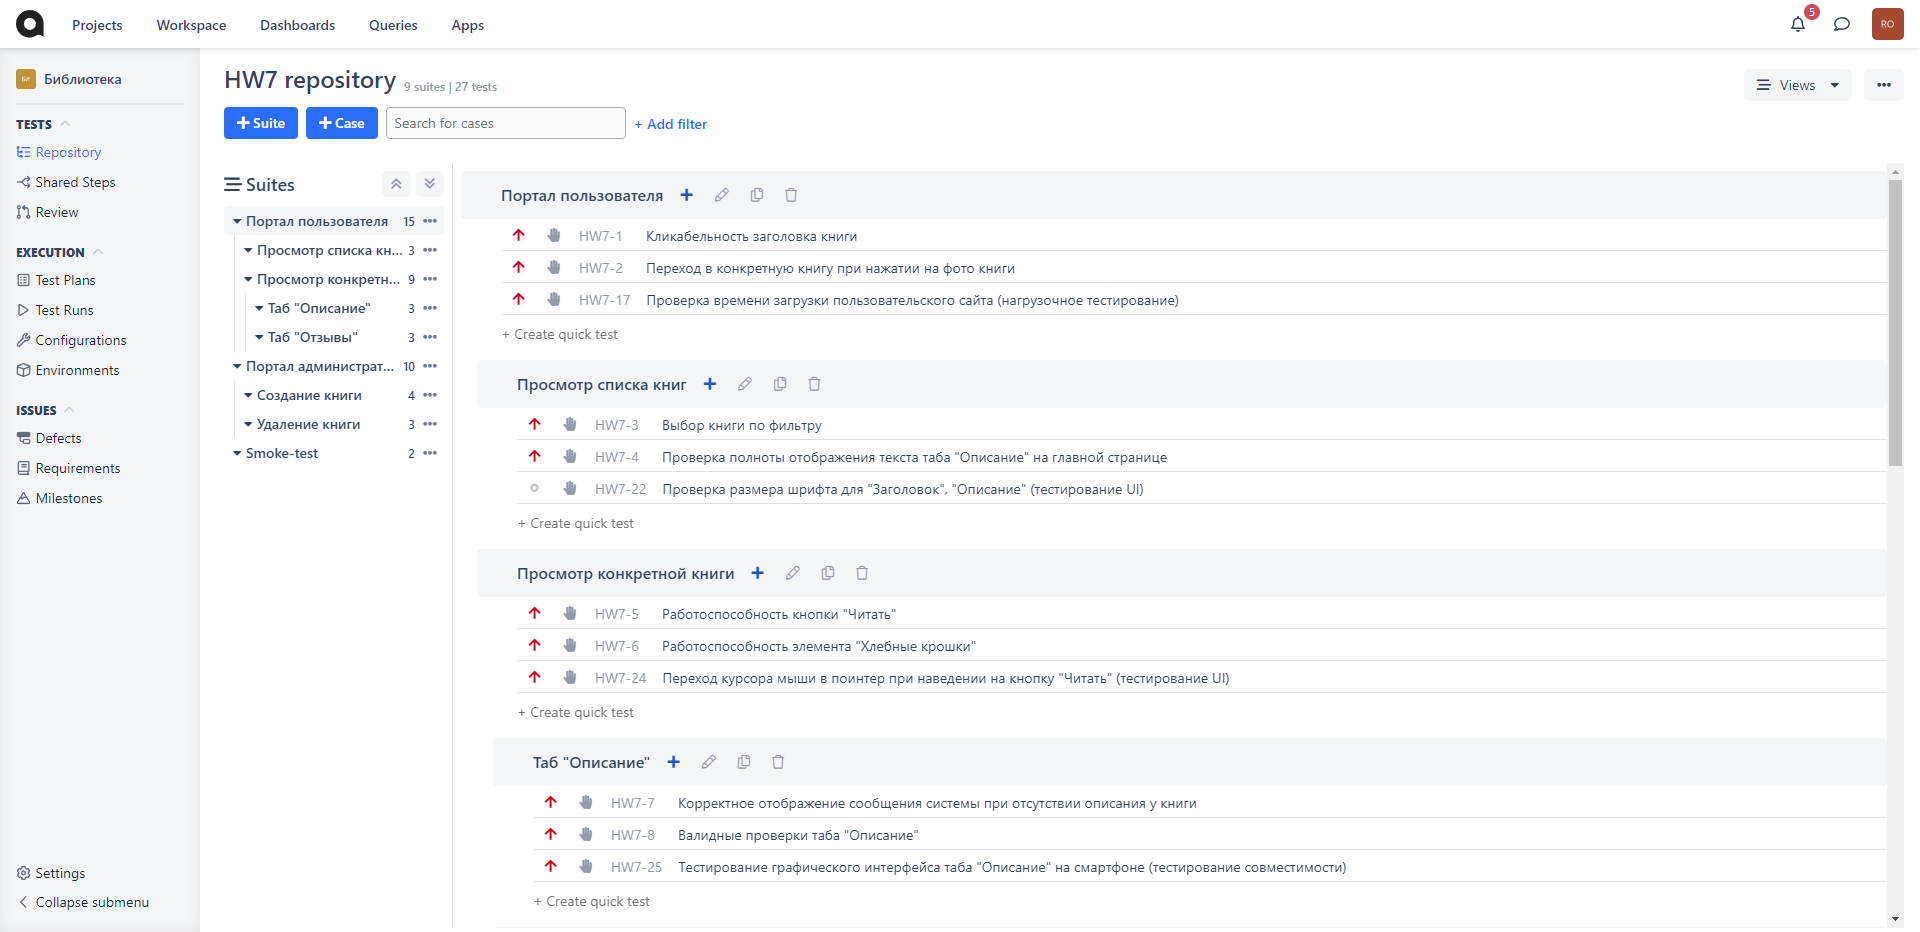 Projects
Workspace
Dashboards
Queries
Apps
5
RO
БИ
Библиотека
TESTS
Repository
Shared Steps
Review
EXECUTION
Test Plans
Test Runs
Configurations
Environments
ISSUES
Defects
Requirements
Milestones
Settings
Collapse submenu
HW7 repository 9 suites | 27 tests
Views
+ Suite
+ Case
Search for cases
+ Add filter
Suites
Портал пользователя 15
Просмотр списка кн... 3
Просмотр конкретн... 9
Таб "Описание" 3
Таб "Отзывы" 3
Портал администрат... 10
Создание книги 4
Удаление книги 3
Smoke-test 2
Портал пользователя
HW7-1 Кликабельность заголовка книги
HW7-2 Переход в конкретную книгу при нажатии на фото книги
HW7-17 Проверка времени загрузки пользовательского сайта (нагрузочное тестирование)
+ Create quick test
Просмотр списка книг
HW7-3 Выбор книги по фильтру
HW7-4 Проверка полноты отображения текста таба "Описание" на главной странице
HW7-22 Проверка размера шрифта для "Заголовок", "Описание" (тестирование UI)
+ Create quick test
Просмотр конкретной книги
HW7-5 Работоспособность кнопки "Читать"
HW7-6 Работоспособность элемента "Хлебные крошки"
HW7-24 Переход курсора мыши в поинтер при наведении на кнопку "Читать" (тестирование UI)
+ Create quick test
Таб "Описание"
HW7-7 Корректное отображение сообщения системы при отсутствии описания у книги
HW7-8 Валидные проверки таба "Описание"
HW7-25 Тестирование графического интерфейса таба "Описание" на смартфоне (тестирование совместимости)
+ Create quick test